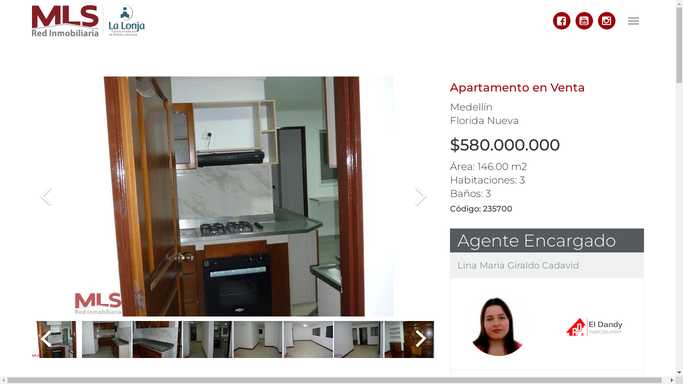 MLS
Red Inmobiliaria
La Lonja
Apartamento en Venta
Medellín
Florida Nueva
$580.000.000
Área: 146.00 m2
Habitaciones: 3
Baños: 3
Código: 235700
Agente Encargado
Lina Maria Giraldo Cadavid
MLS
Red Inmobiliaria
El Dandy